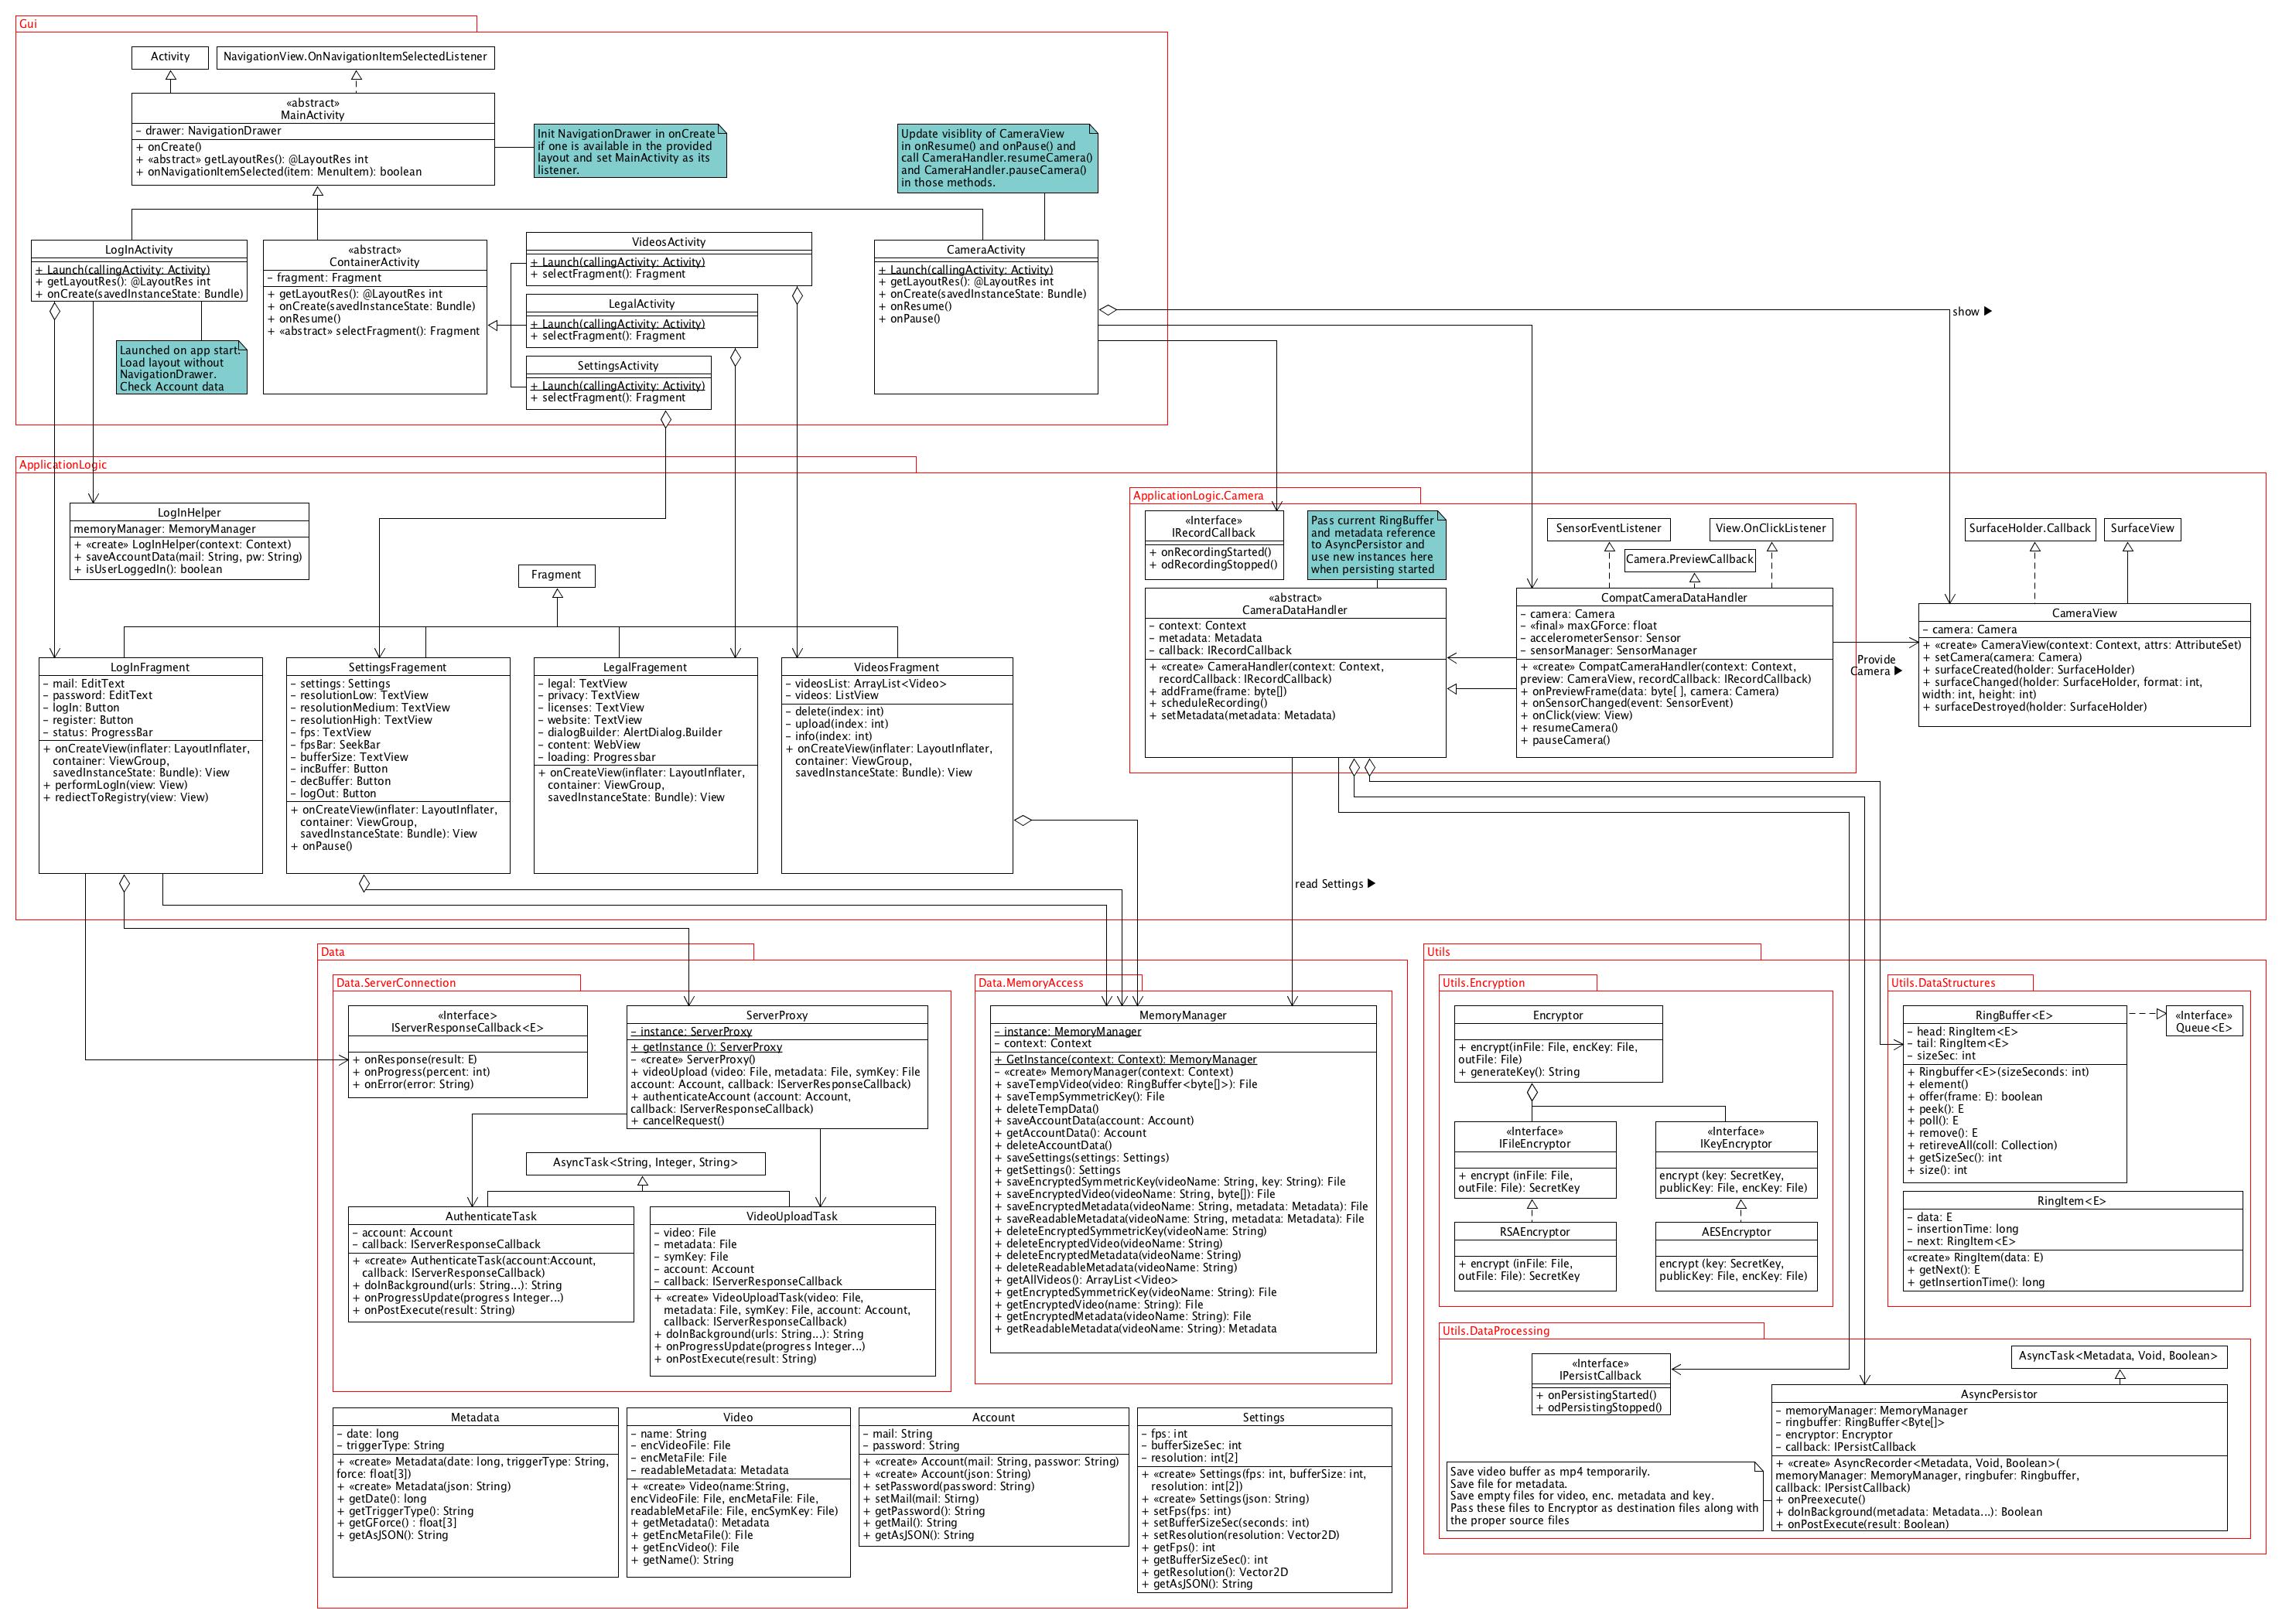 Gui
Activity
NavigationView.OnNavigationItemSelectedListener
«abstract»
MainActivity
– drawer: NavigationDrawer
+ onCreate()
+ «abstract» getLayoutRes(): @LayoutRes int
+ onNavigationItemSelected(item: MenuItem): boolean
Init NavigationDrawer in onCreate
if one is available in the provided
layout and set MainActivity as its
listener.
Update visiblity of CameraView
in onResume() and onPause() and
call CameraHandler.resumeCamera()
and CameraHandler.pauseCamera()
in those methods.
LogInActivity
+ Launch(callingActivity: Activity)
+ getLayoutRes(): @LayoutRes int
+ onCreate(savedInstanceState: Bundle)
Launched on app start.
Load layout without
NavigationDrawer.
Check Account data
«abstract»
ContainerActivity
– fragment: Fragment
+ getLayoutRes(): @LayoutRes int
+ onCreate(savedInstanceState: Bundle)
+ onResume()
+ «abstract» selectFragment(): Fragment
VideosActivity
+ Launch(callingActivity: Activity)
+ selectFragment(): Fragment
LegalActivity
+ Launch(callingActivity: Activity)
+ selectFragment(): Fragment
SettingsActivity
+ Launch(callingActivity: Activity)
+ selectFragment(): Fragment
CameraActivity
+ Launch(callingActivity: Activity)
+ getLayoutRes(): @LayoutRes int
+ onCreate(savedInstanceState: Bundle)
+ onResume()
+ onPause()
show ▶
ApplicationLogic
LogInHelper
memoryManager: MemoryManager
+ «create» LogInHelper(context: Context)
+ saveAccountData(mail: String, pw: String)
+ isUserLoggedIn(): boolean
Fragment
LogInFragment
– mail: EditText
– password: EditText
– logIn: Button
– register: Button
– status: ProgressBar
+ onCreateView(inflater: LayoutInflater,
container: ViewGroup,
savedInstanceState: Bundle): View
+ performLogIn(view: View)
+ rediectToRegistry(view: View)
SettingsFragement
– settings: Settings
– resolutionLow: TextView
– resolutionMedium: TextView
– resolutionHigh: TextView
– fps: TextView
– fpsBar: SeekBar
– bufferSize: TextView
– incBuffer: Button
– decBuffer: Button
– logOut: Button
+ onCreateView(inflater: LayoutInflater,
container: ViewGroup,
savedInstanceState: Bundle): View
+ onPause()
LegalFragement
– legal: TextView
– privacy: TextView
– licenses: TextView
– website: TextView
– dialogBuilder: AlertDialog.Builder
– content: WebView
– loading: Progressbar
+ onCreateView(inflater: LayoutInflater,
container: ViewGroup,
savedInstanceState: Bundle): View
VideosFragment
– videosList: ArrayList<Video>
– videos: ListView
– delete(index: int)
– upload(index: int)
– info(index: int)
+ onCreateView(inflater: LayoutInflater,
container: ViewGroup,
savedInstanceState: Bundle): View
ApplicationLogic.Camera
«Interface»
IRecordCallback
+ onRecordingStarted()
+ odRecordingStopped()
Pass current RingBuffer
and metadata reference
to AsyncPersistor and
use new instances here
when persisting started
SensorEventListener
View.OnClickListener
Camera.PreviewCallback
«abstract»
CameraDataHandler
– context: Context
– metadata: Metadata
– callback: IRecordCallback
+ «create» CameraHandler(context: Context,
recordCallback: IRecordCallback)
+ addFrame(frame: byte[])
+ scheduleRecording()
+ setMetadata(metadata: Metadata)
CompatCameraDataHandler
– camera: Camera
– «final» maxGForce: float
– accelerometerSensor: Sensor
– sensorManager: SensorManager
+ «create» CompatCameraHandler(context: Context,
preview: CameraView, recordCallback: IRecordCallback)
+ onPreviewFrame(data: byte[ ], camera: Camera)
+ onSensorChanged(event: SensorEvent)
+ onClick(view: View)
+ resumeCamera()
+ pauseCamera()
Provide
Camera ▶
SurfaceHolder.Callback
SurfaceView
CameraView
– camera: Camera
+ «create» CameraView(context: Context, attrs: AttributeSet)
+ setCamera(camera: Camera)
+ surfaceCreated(holder: SurfaceHolder)
+ surfaceChanged(holder: SurfaceHolder, format: int,
width: int, height: int)
+ surfaceDestroyed(holder: SurfaceHolder)
read Settings ▶
Data
Data.ServerConnection
«Interface>
IServerResponseCallback<E>
+ onResponse(result: E)
+ onProgress(percent: int)
+ onError(error: String)
ServerProxy
– instance: ServerProxy
+ getInstance (): ServerProxy
– «create» ServerProxy()
+ videoUpload (video: File, metadata: File, symKey: File
account: Account, callback: IServerResponseCallback)
+ authenticateAccount (account: Account,
callback: IServerResponseCallback)
+ cancelRequest()
AsyncTask<String, Integer, String>
AuthenticateTask
– account: Account
– callback: IServerResponseCallback
+ «create» AuthenticateTask(account:Account,
callback: IServerResponseCallback)
+ doInBackground(urls: String...): String
+ onProgressUpdate(progress Integer...)
+ onPostExecute(result: String)
VideoUploadTask
– video: File
– metadata: File
– symKey: File
– account: Account
– callback: IServerResponseCallback
+ «create» VideoUploadTask(video: File,
metadata: File, symKey: File, account: Account,
callback: IServerResponseCallback)
+ doInBackground(urls: String...): String
+ onProgressUpdate(progress Integer...)
+ onPostExecute(result: String)
Data.MemoryAccess
MemoryManager
– instance: MemoryManager
– context: Context
+ GetInstance(context: Context): MemoryManager
– «create» MemoryManager(context: Context)
+ saveTempVideo(video: RingBuffer<byte[]>): File
+ saveTempSymmetricKey(): File
+ deleteTempData()
+ saveAccountData(account: Account)
+ getAccountData(): Account
+ deleteAccountData()
+ saveSettings(settings: Settings)
+ getSettings(): Settings
+ saveEncryptedSymmetricKey(videoName: String, key: String): File
+ saveEncryptedVideo(videoName: String, byte[]): File
+ saveEncryptedMetadata(videoName: String, metadata: Metadata): File
+ saveReadableMetadata(videoName: String, metadata: Metadata): File
+ deleteEncryptedSymmetricKey(videoName: String)
+ deleteEncryptedVideo(videoName: String)
+ deleteEncryptedMetadata(videoName: String)
+ deleteReadableMetadata(videoName: String)
+ getAllVideos(): ArrayList<Video>
+ getEncryptedSymmetricKey(videoName: String): File
+ getEncryptedVideo(name: String): File
+ getEncryptedMetadata(videoName: String): File
+ getReadableMetadata(videoName: String): Metadata
Metadata
– date: long
– triggerType: String
+ «create» Metadata(date: long, triggerType: String,
force: float[3])
+ «create» Metadata(json: String)
+ getDate(): long
+ getTriggerType(): String
+ getGForce() : float[3]
+ getAsJSON(): String
Video
– name: String
– encVideoFile: File
– encMetaFile: File
– readableMetadata: Metadata
+ «create» Video(name:String,
encVideoFile: File, encMetaFile: File,
readableMetaFile: File, encSymKey: File)
+ getMetadata(): Metadata
+ getEncMetaFile(): File
+ getEncVideo(): File
+ getName(): String
Account
– mail: String
– password: String
+ «create» Account(mail: String, passwor: String)
+ «create» Account(json: String)
+ setPassword(password: String)
+ setMail(mail: Stirng)
+ getPassword(): String
+ getMail(): String
+ getAsJSON(): String
Settings
– fps: int
– bufferSizeSec: int
– resolution: int[2]
+ «create» Settings(fps: int, bufferSize: int,
resolution: int[2])
+ «create» Settings(json: String)
+ setFps(fps: int)
+ setBufferSizeSec(seconds: int)
+ setResolution(resolution: Vector2D)
+ getFps(): int
+ getBufferSizeSec(): int
+ getResolution(): Vector2D
+ getAsJSON(): String
Utils
Utils.Encryption
Encryptor
+ encrypt(inFile: File, encKey: File,
outFile: File)
+ generateKey(): String
«Interface»
IFileEncryptor
+ encrypt (inFile: File,
outFile: File): SecretKey
«Interface»
IKeyEncryptor
encrypt (key: SecretKey,
publicKey: File, encKey: File)
RSAEncryptor
+ encrypt (inFile: File,
outFile: File): SecretKey
AESEncryptor
encrypt (key: SecretKey,
publicKey: File, encKey: File)
Utils.DataStructures
RingBuffer<E>
– head: RingItem<E>
– tail: RingItem<E>
– sizeSec: int
+ Ringbuffer<E>(sizeSeconds: int)
+ element()
+ offer(frame: E): boolean
+ peek(): E
+ poll(): E
+ remove(): E
+ retireveAll(coll: Collection)
+ getSizeSec(): int
+ size(): int
«Interface»
Queue<E>
RingItem<E>
– data: E
– insertionTime: long
– next: RingItem<E>
«create» RingItem(data: E)
+ getNext(): E
+ getInsertionTime(): long
Utils.DataProcessing
«Interface»
IPersistCallback
+ onPersistingStarted()
+ odPersistingStopped()
AsyncTask<Metadata, Void, Boolean>
AsyncPersistor
– memoryManager: MemoryManager
– ringbuffer: RingBuffer<Byte[]>
– encryptor: Encryptor
– callback: IPersistCallback
+ «create» AsyncRecorder<Metadata, Void, Boolean>(
memoryManager: MemoryManager, ringbufer: Ringbuffer,
callback: IPersistCallback)
+ onPreexecute()
+ doInBackground(metadata: Metadata...): Boolean
+ onPostExecute(result: Boolean)
Save video buffer as mp4 temporarily.
Save file for metadata.
Save empty files for video, enc. metadata and key.
Pass these files to Encryptor as destination files along with
the proper source files